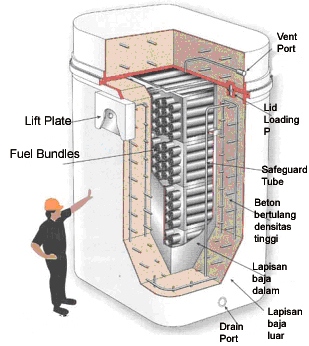 Vent
Port
Lid
Loading
P
Lift Plate
Fuel Bundles
Safeguard
Tube
Beton
bertulang
densitas
tinggi
Lapisan
baja
dalam
Lapisan
baja
luar
Drain
Port